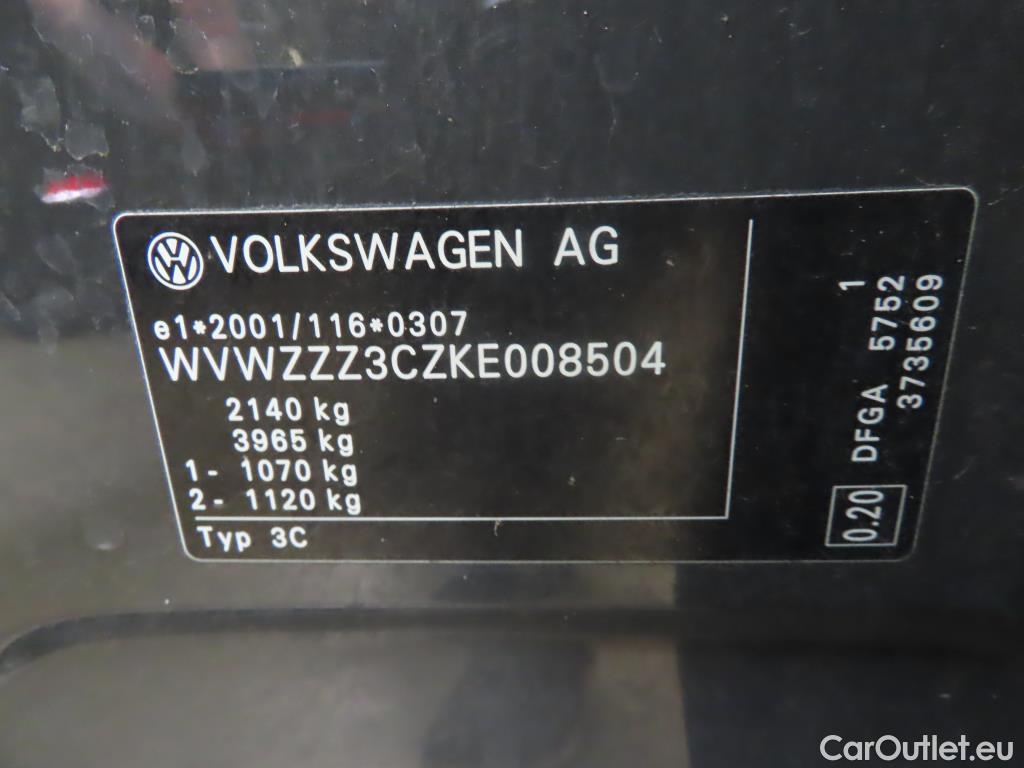 VOLKSWAGEN AG
e1*2001/116*0307
WVWZZZ3CZKE008504
2140 kg
3965 kg
1- 1070 kg
2- 1120 kg
Typ 3C
0.20 DFGA 5752 1
3735609
CarOutlet.eu